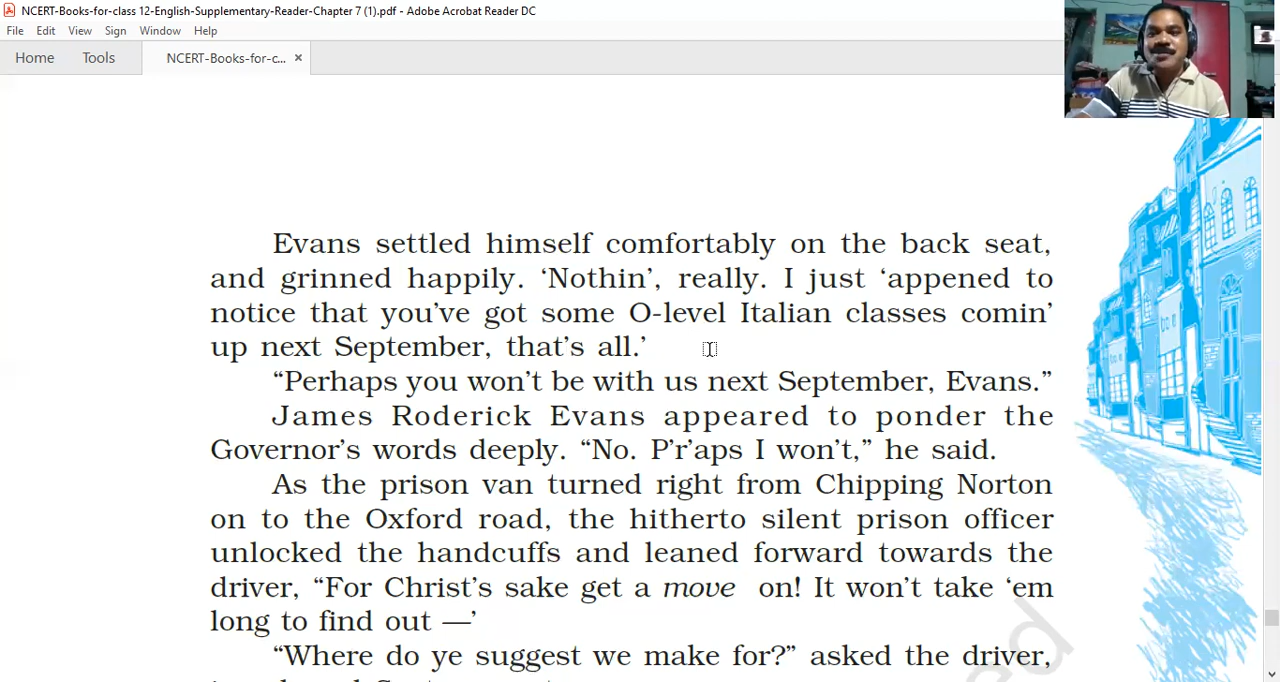 NCERT-Books-for-class 12-English-Supplementary-Reader-Chapter 7 (1).pdf - Adobe Acrobat Reader DC
File Edit View Sign Window Help
Home Tools NCERT-Books-for-c... ×
Evans settled himself comfortably on the back seat,
and grinned happily. ‘Nothin’, really. I just ‘appened to
notice that you’ve got some O-level Italian classes comin’
up next September, that’s all.’
“Perhaps you won’t be with us next September, Evans.”
James Roderick Evans appeared to ponder the
Governor’s words deeply. “No. P’r’aps I won’t,” he said.
As the prison van turned right from Chipping Norton
on to the Oxford road, the hitherto silent prison officer
unlocked the handcuffs and leaned forward towards the
driver, “For Christ’s sake get a move on! It won’t take ‘em
long to find out —’
“Where do ye suggest we make for?” asked the driver,